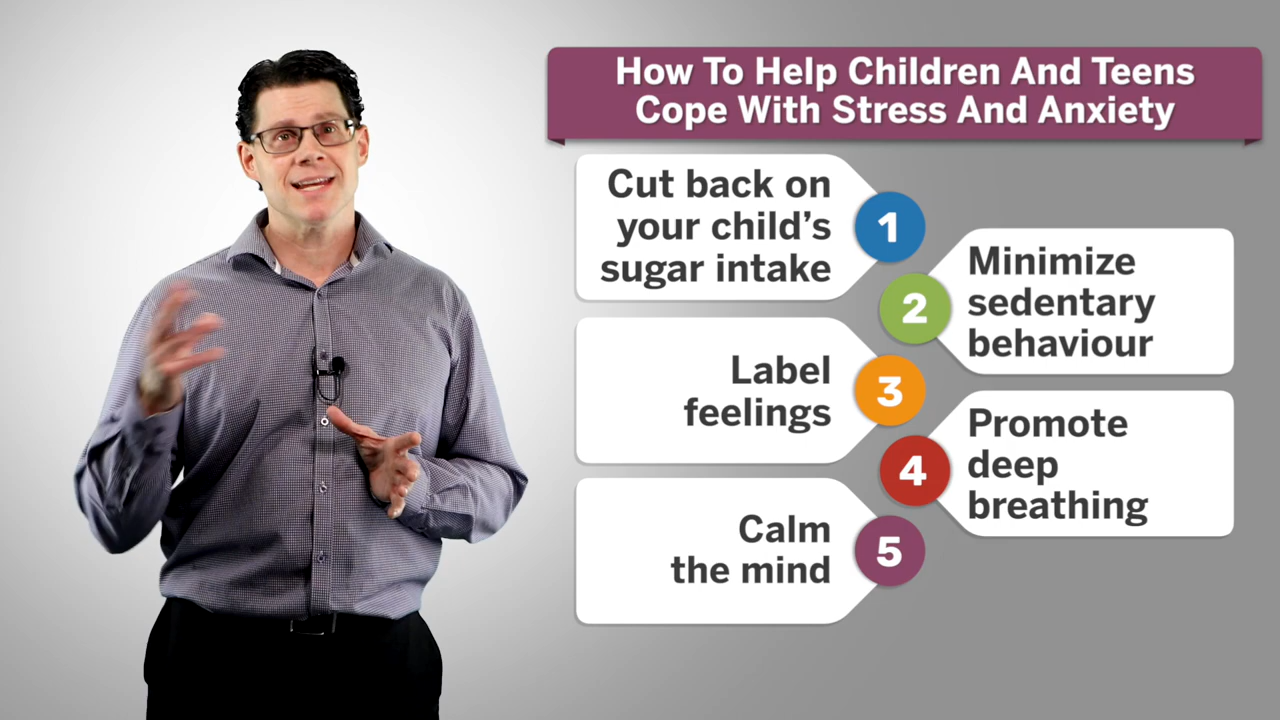 How To Help Children And Teens
Cope With Stress And Anxiety
Cut back on
your child's
sugar intake
1
2
Minimize
sedentary
behaviour
Label
feelings
3
4
Promote
deep
breathing
Calm
the mind
5